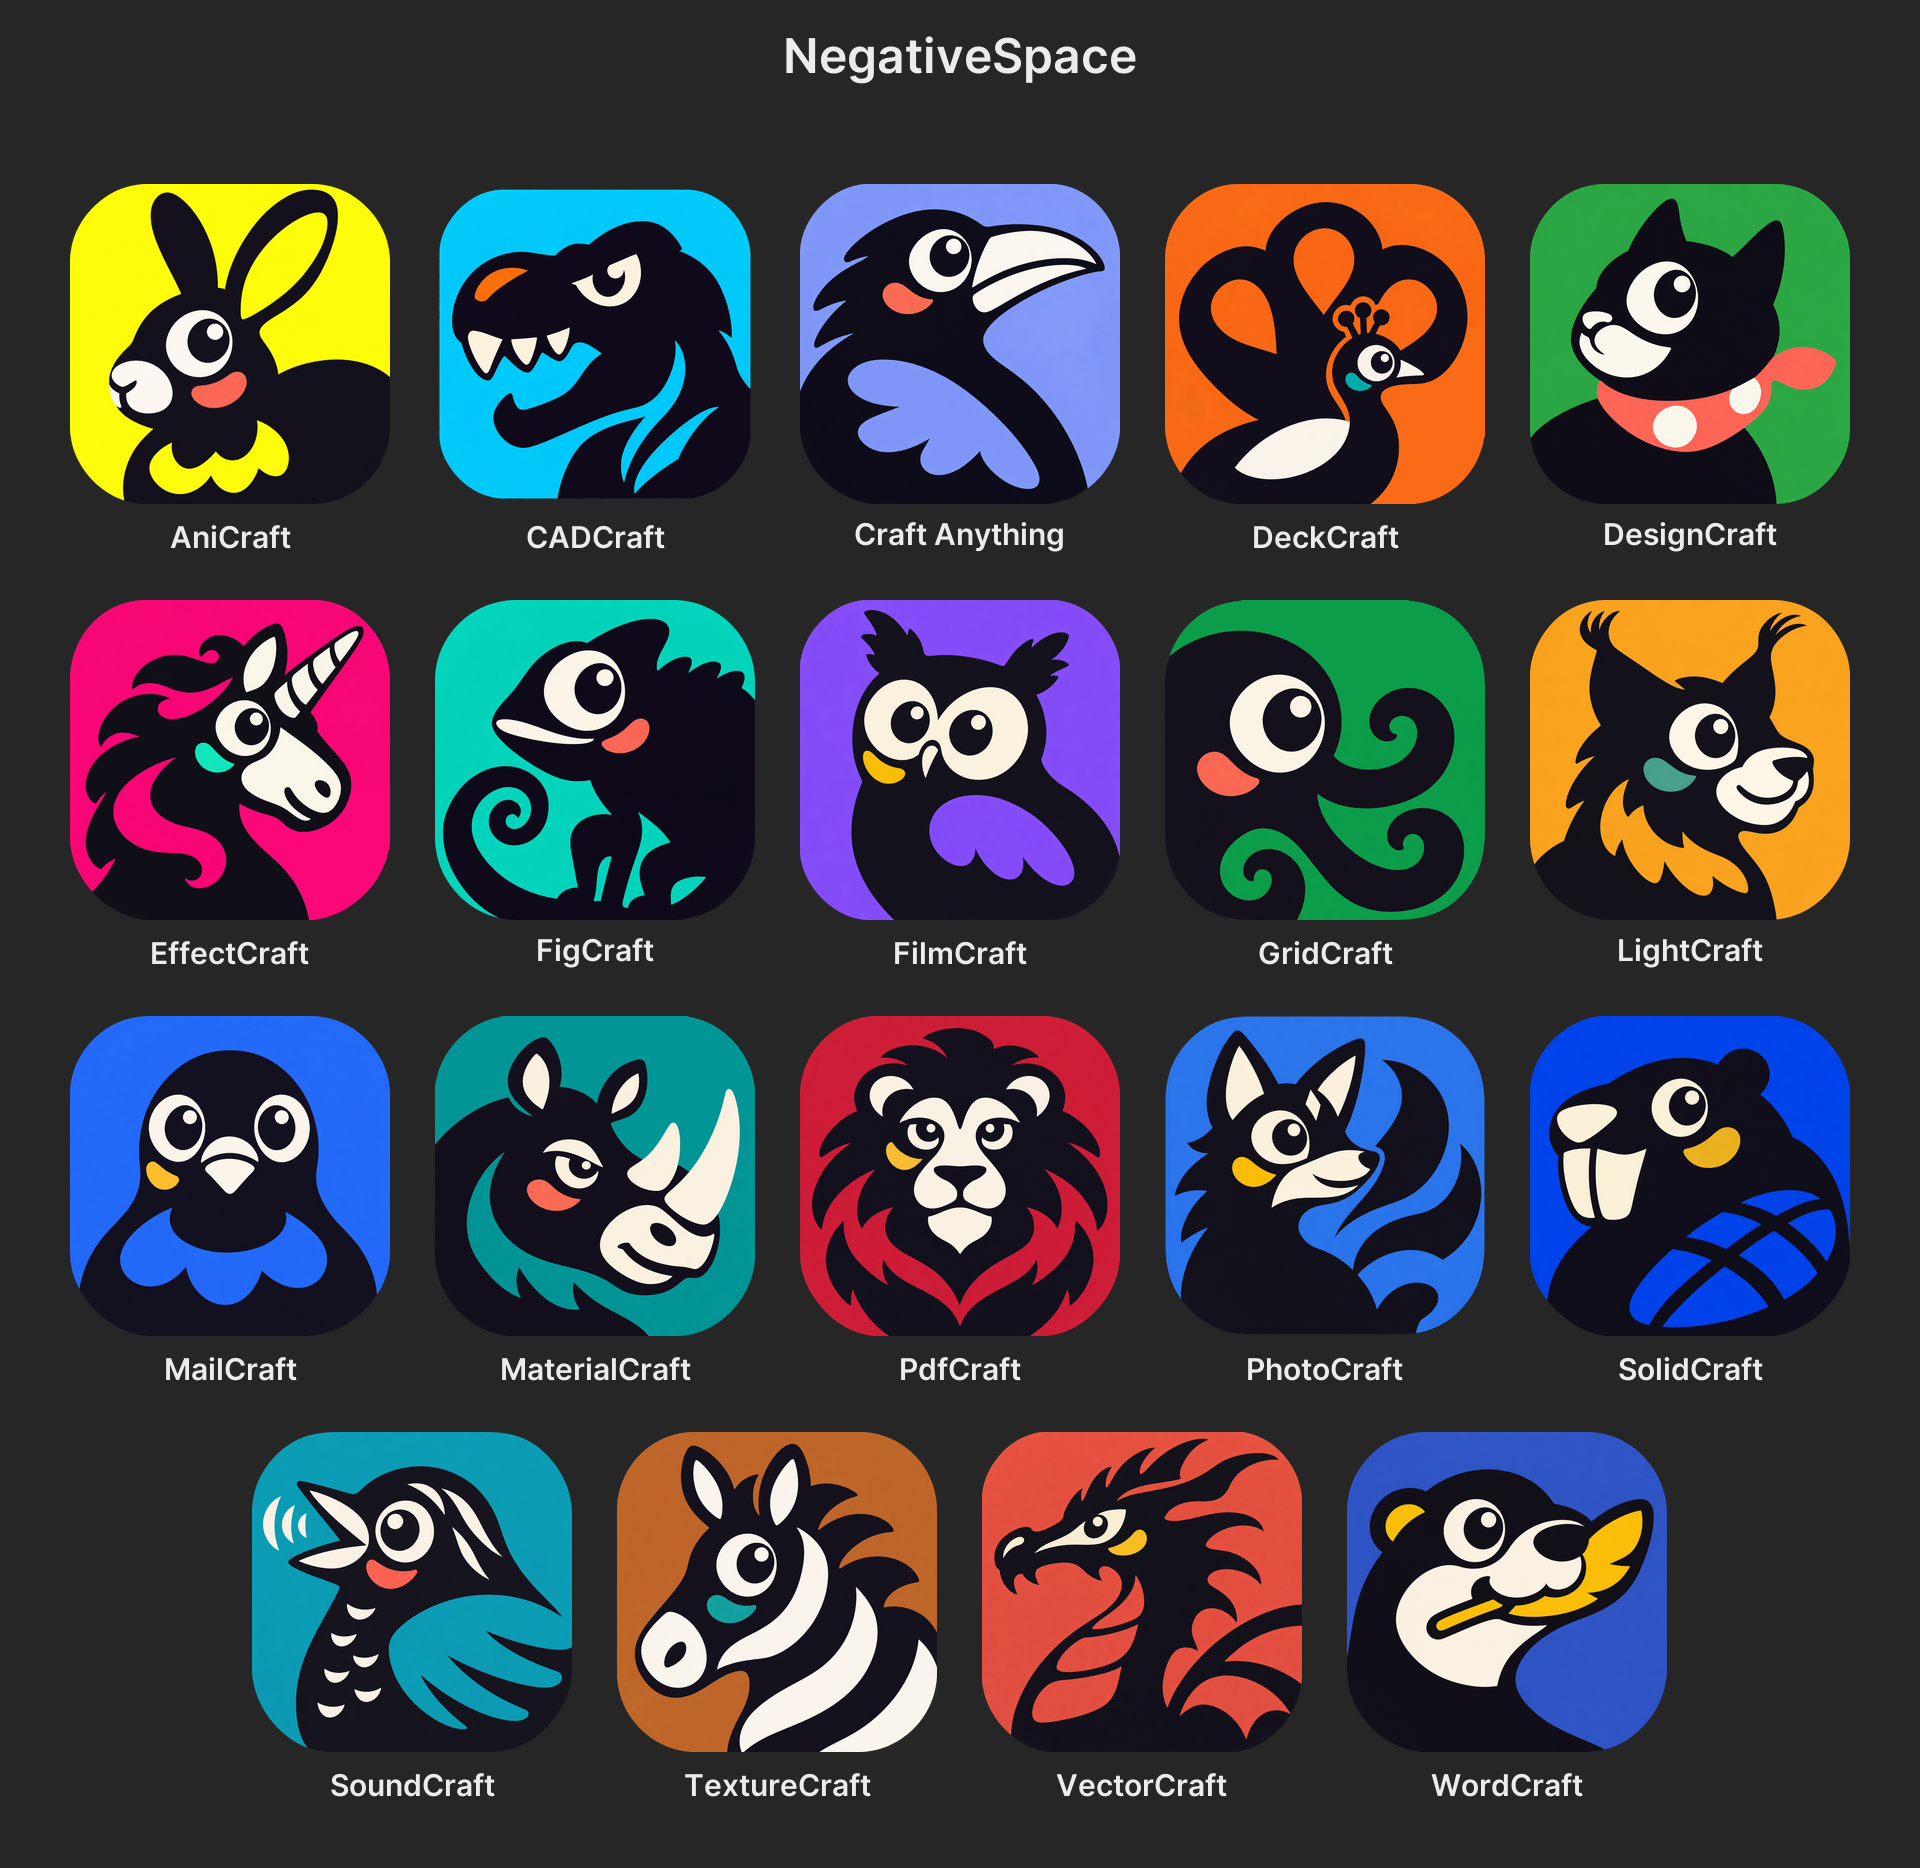 NegativeSpace
AniCraft
CADCraft
Craft Anything
DeckCraft
DesignCraft
EffectCraft
FigCraft
FilmCraft
GridCraft
LightCraft
MailCraft
MaterialCraft
PdfCraft
PhotoCraft
SolidCraft
SoundCraft
TextureCraft
VectorCraft
WordCraft